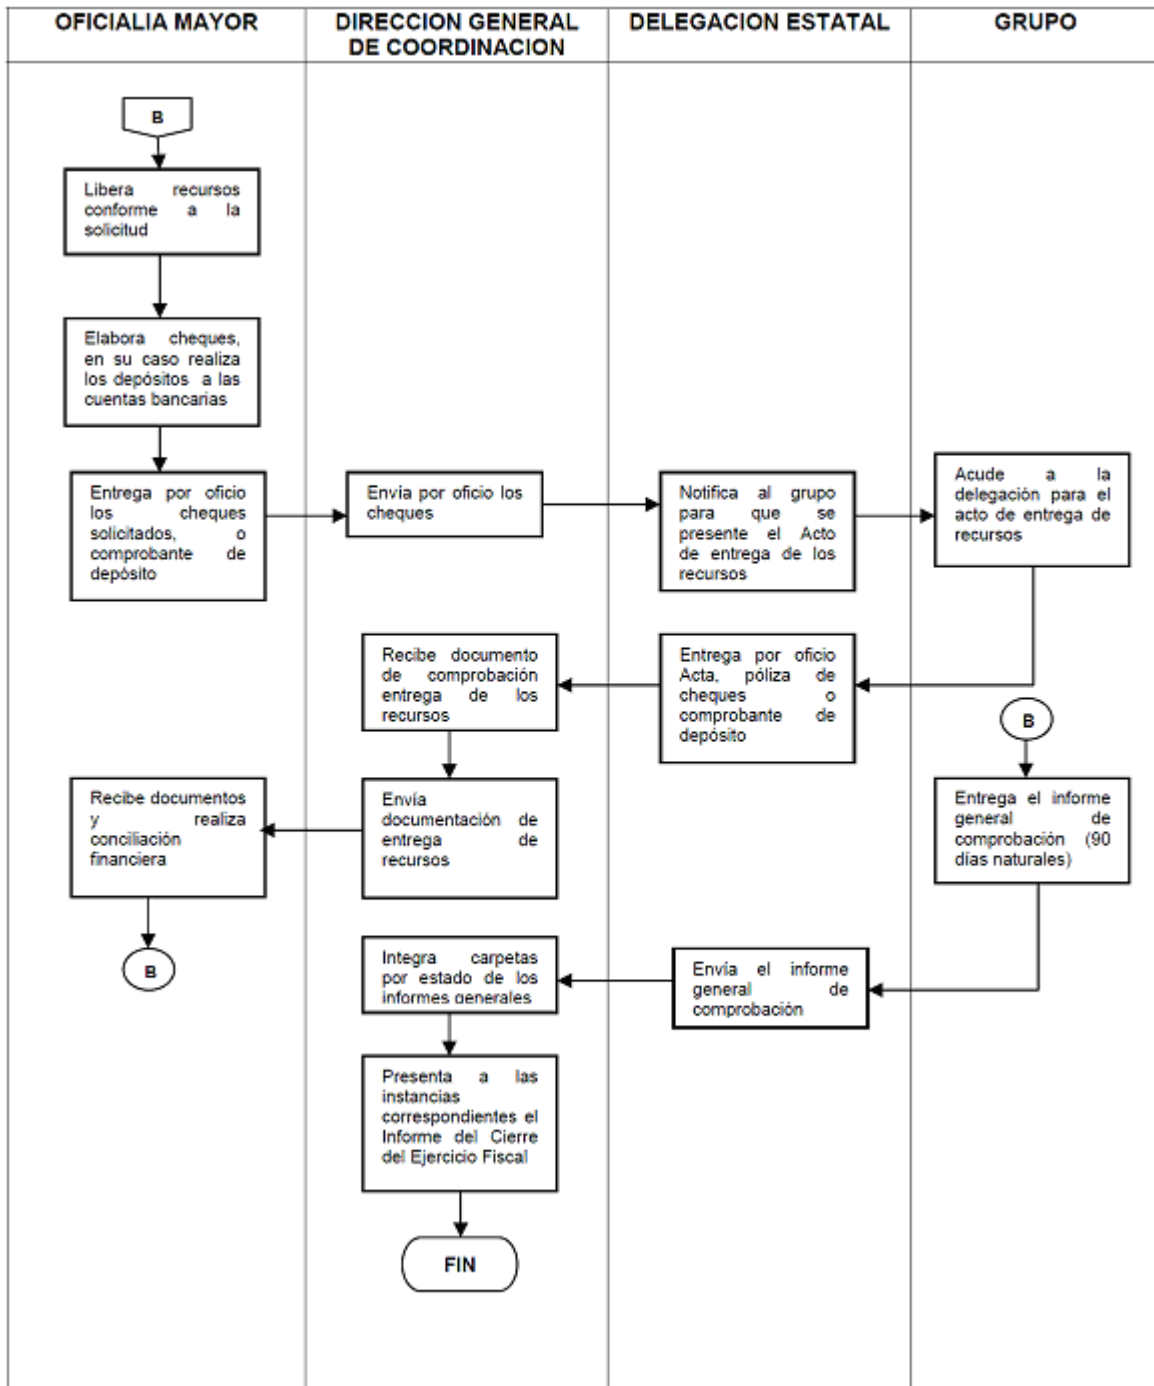 OFICIALIA MAYOR
DIRECCION GENERAL
DE COORDINACION
DELEGACION ESTATAL
GRUPO
B
Libera recursos
conforme a la
solicitud
Elabora cheques,
en su caso realiza
los depósitos a las
cuentas bancarias
Entrega por oficio
los cheques
solicitados, o
comprobante de
depósito
Envía por oficio los
cheques
Notifica al grupo
para que se
presente el Acto
de entrega de los
recursos
Acude a la
delegación para el
acto de entrega de
recursos
Recibe documento
de comprobación
entrega de los
recursos
Entrega por oficio
Acta, póliza de
cheques o
comprobante de
depósito
B
Recibe documentos
y realiza
conciliación
financiera
Envía
documentación de
entrega de
recursos
Entrega el informe
general de
comprobación (90
días naturales)
B
Integra carpetas
por estado de los
informes generales
Envía el informe
general de
comprobación
Presenta a las
instancias
correspondientes el
Informe del Cierre
del Ejercicio Fiscal
FIN